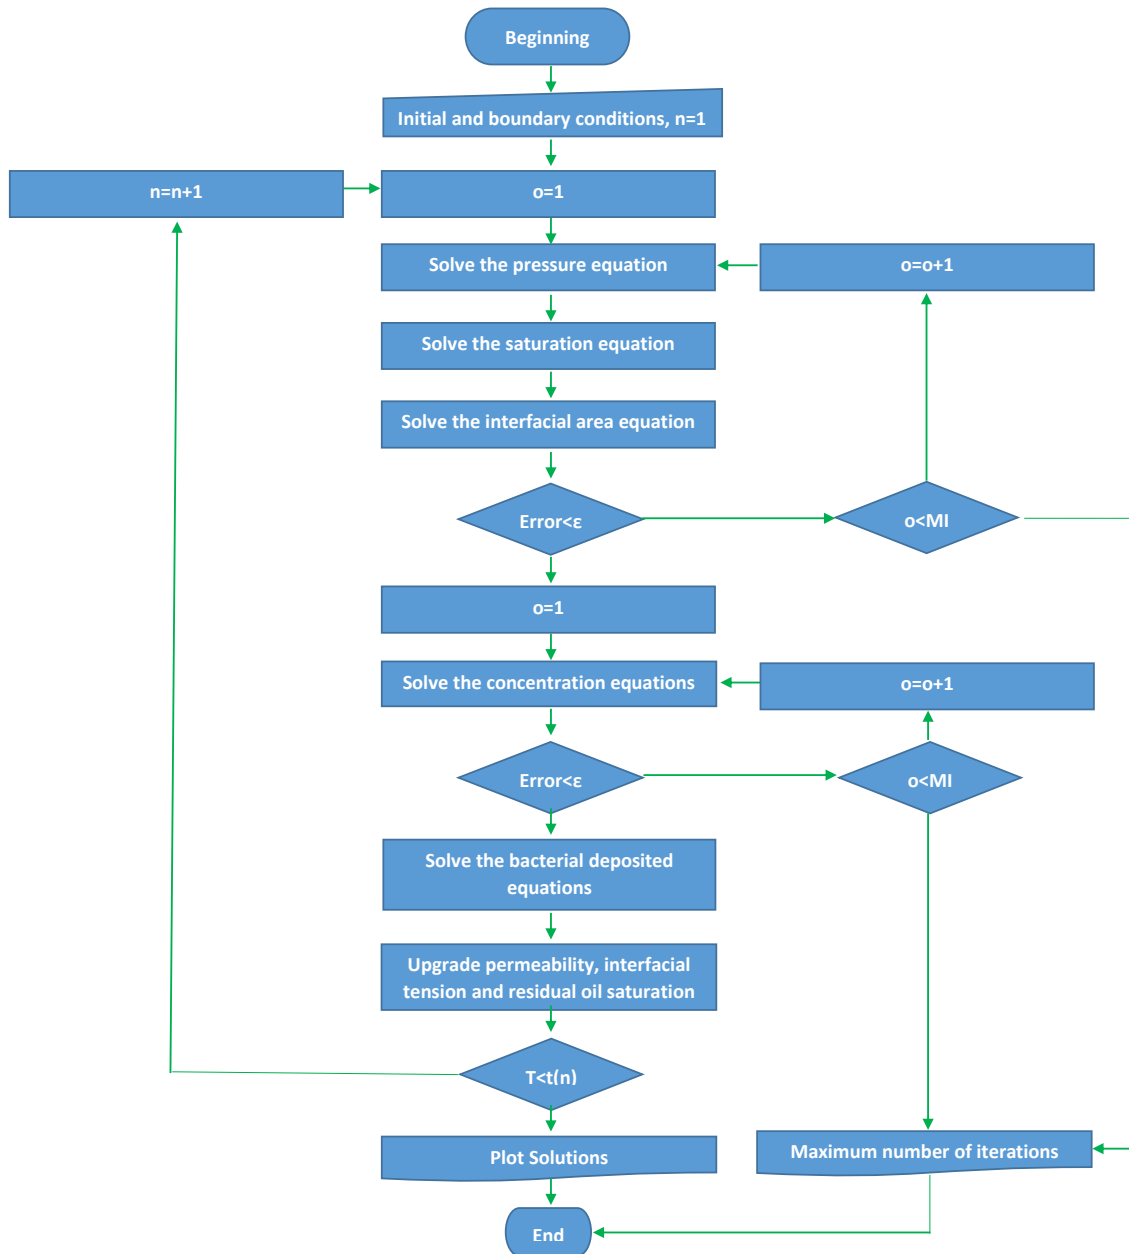 Beginning
Initial and boundary conditions, n=1
n=n+1
o=1
Solve the pressure equation
o=o+1
Solve the saturation equation
Solve the interfacial area equation
Error<ε
o<MI
o=1
Solve the concentration equations
o=o+1
Error<ε
o<MI
Solve the bacterial deposited
equations
Upgrade permeability, interfacial
tension and residual oil saturation
T<t(n)
Plot Solutions
Maximum number of iterations
End